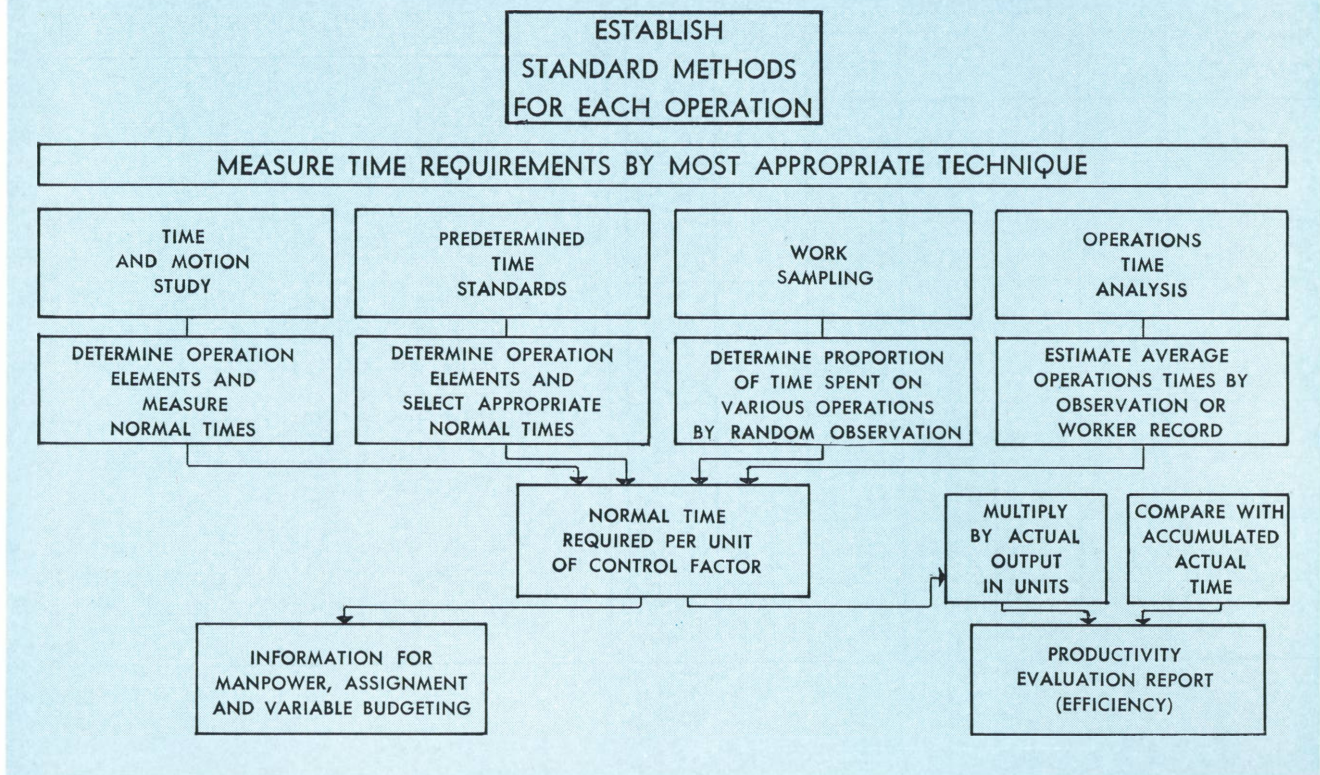 ESTABLISH
STANDARD METHODS
FOR EACH OPERATION
MEASURE TIME REQUIREMENTS BY MOST APPROPRIATE TECHNIQUE
TIME
AND MOTION
STUDY
PREDETERMINED
TIME
STANDARDS
WORK
SAMPLING
OPERATIONS
TIME
ANALYSIS
DETERMINE OPERATION
ELEMENTS AND
MEASURE
NORMAL TIMES
DETERMINE OPERATION
ELEMENTS AND
SELECT APPROPRIATE
NORMAL TIMES
DETERMINE PROPORTION
OF TIME SPENT ON
VARIOUS OPERATIONS
BY RANDOM OBSERVATION
ESTIMATE AVERAGE
OPERATIONS TIMES BY
OBSERVATION OR
WORKER RECORD
NORMAL TIME
REQUIRED PER UNIT
OF CONTROL FACTOR
MULTIPLY
BY ACTUAL
OUTPUT
IN UNITS
COMPARE WITH
ACCUMULATED
ACTUAL
TIME
INFORMATION FOR
MANPOWER, ASSIGNMENT
AND VARIABLE BUDGETING
PRODUCTIVITY
EVALUATION REPORT
(EFFICIENCY)